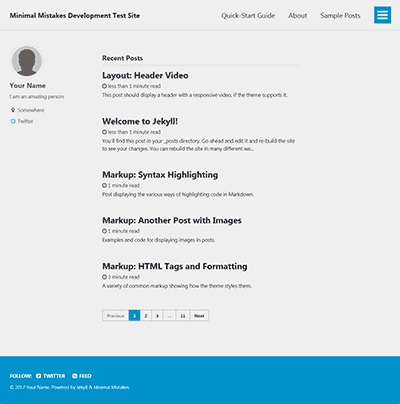 Minimal Mistakes Development Test Site
Quick-Start Guide
About
Sample Posts
Your Name
I am an amazing person.
Somewhere
Twitter
Recent Posts
Layout: Header Video
less than 1 minute read
This post should display a header with a responsive video, if the theme supports it.
Welcome to Jekyll!
less than 1 minute read
You'll find this post in your _posts directory. Go ahead and edit it and re-build the site
to see your changes. You can rebuild the site in many different wa...
Markup: Syntax Highlighting
1 minute read
Post displaying the various ways of highlighting code in Markdown.
Markup: Another Post with Images
1 minute read
Examples and code for displaying images in posts.
Markup: HTML Tags and Formatting
3 minute read
A variety of common markup showing how the theme styles them.
Previous 1 2 3 ... 11 Next
FOLLOW: TWITTER FEED
© 2017 Your Name. Powered by Jekyll & Minimal Mistakes.